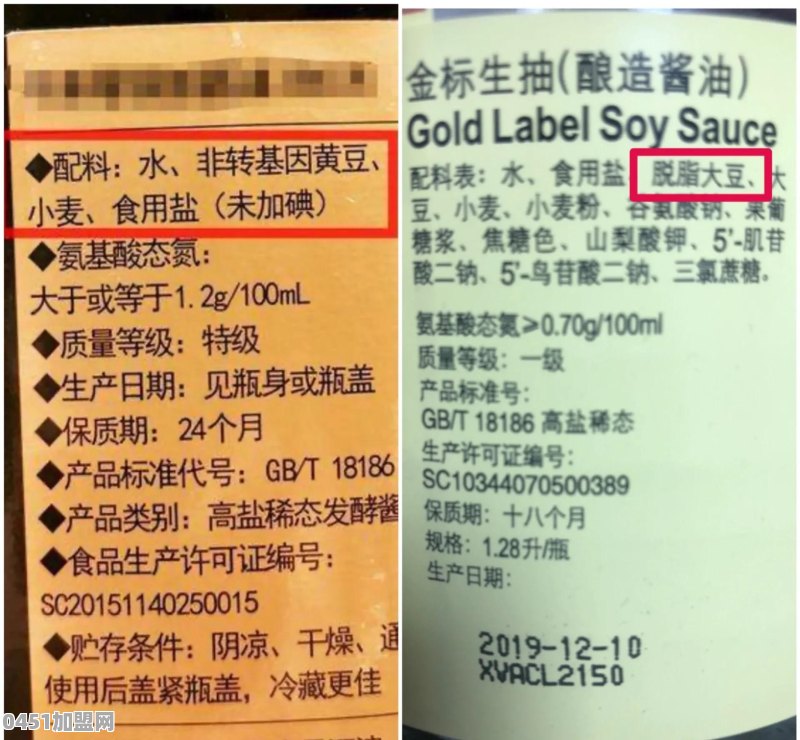 ◆配料：水、非转基因黄豆、
小麦、食用盐（未加碘）
◆氨基酸态氮：
大于或等于1.2g/100mL
◆质量等级：特级
◆生产日期：见瓶身或瓶盖
◆保质期：24个月
◆产品标准代号：GB/T 18186
◆产品类别：高盐稀态发酵酱
◆食品生产许可证编号：
SC20151140250015
◆贮存条件：阴凉、干燥、通
使用后盖紧瓶盖，冷藏更佳
0451加盟网
金标生抽(酿造酱油)
Gold Label Soy Sauce
配料表：水、食用盐 脱脂大豆、大
豆、小麦、小麦粉、谷氨酸钠、果葡
糖浆、焦糖色、山梨酸钾、5'-肌苷
酸二钠、5'-鸟苷酸二钠、三氯蔗糖。
氨基酸态氮≥0.70g/100ml
质量等级：一级
产品标准号：
GB/T 18186 高盐稀态
生产许可证编号：
SC10344070500389
保质期：十八个月
规格：1.28升/瓶
生产日期：
2019-12-10
XVACL2150